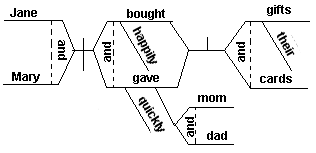 Jane
and
Mary
bought
happily
and
gave
quickly
mom
and
dad
gifts
and
their
cards